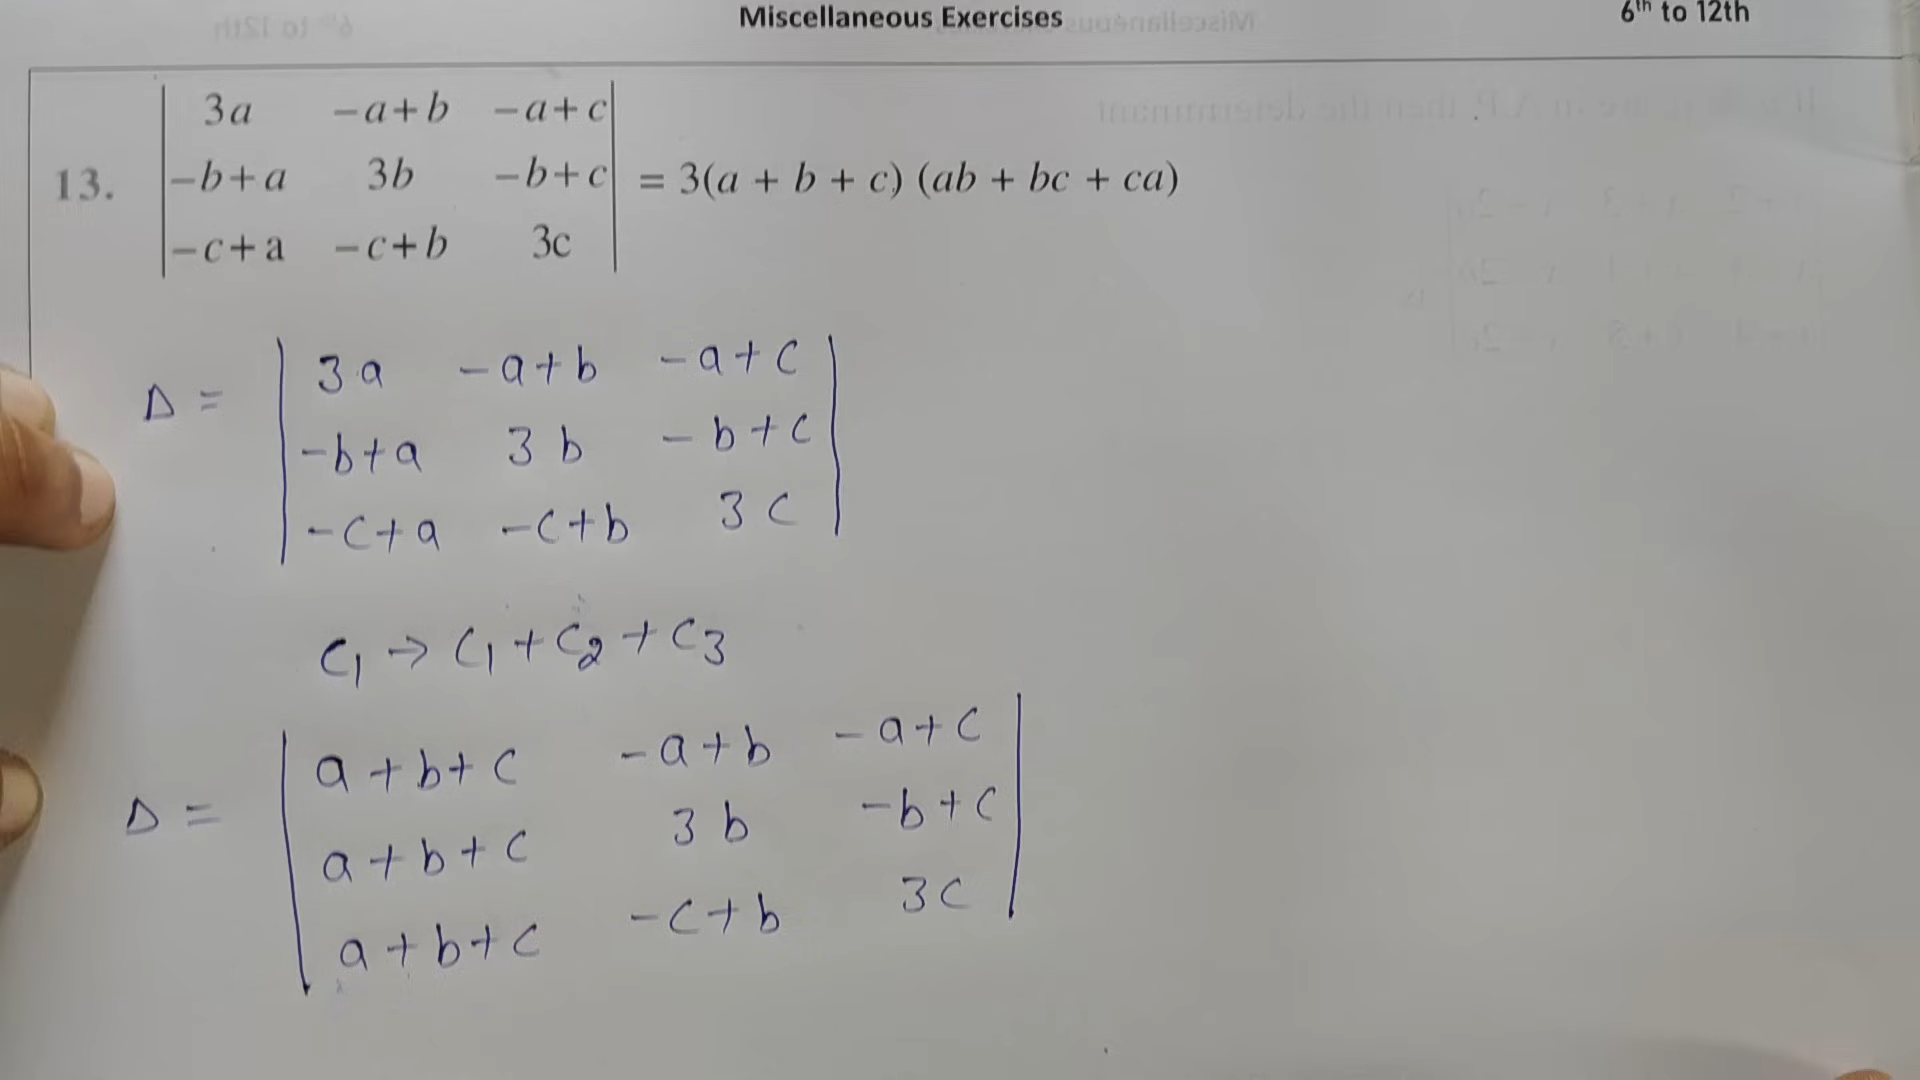 Miscellaneous Exercises 6th to 12th
3a -a+b -a+c
13. -b+a 3b -b+c = 3(a + b + c) (ab + bc + ca)
-c+a -c+b 3c
3a -a+b -a+c
Δ = -b+a 3b -b+c
-c+a -c+b 3c
C₁ → C₁ + C₂ + C₃
a+b+c -a+b -a+c
Δ = a+b+c 3b -b+c
a+b+c -c+b 3c